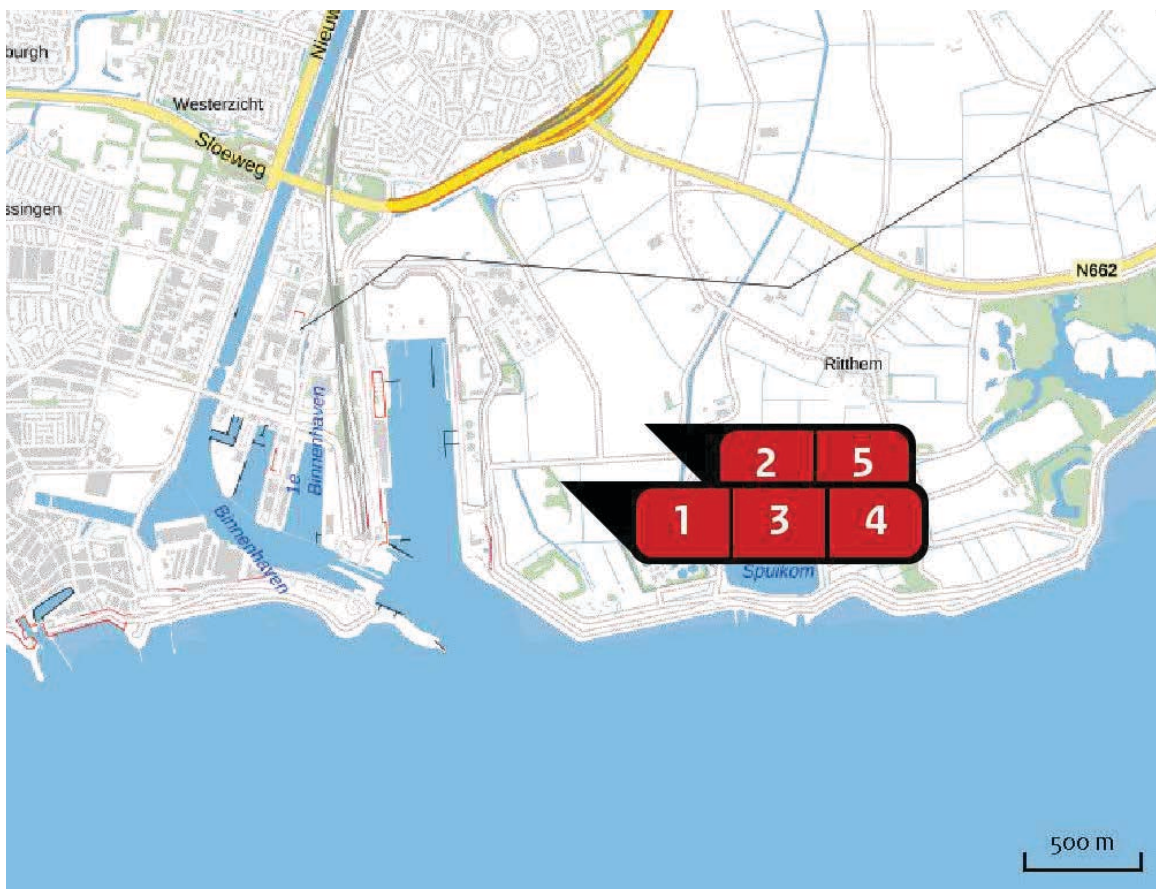 burgh
Nieuw
Westerzicht
Sloeweg
ssingen
N662
Ritthem
1e
Binnenhaven
Binnenhaven
2 5
1 3 4
Spuikom
500 m